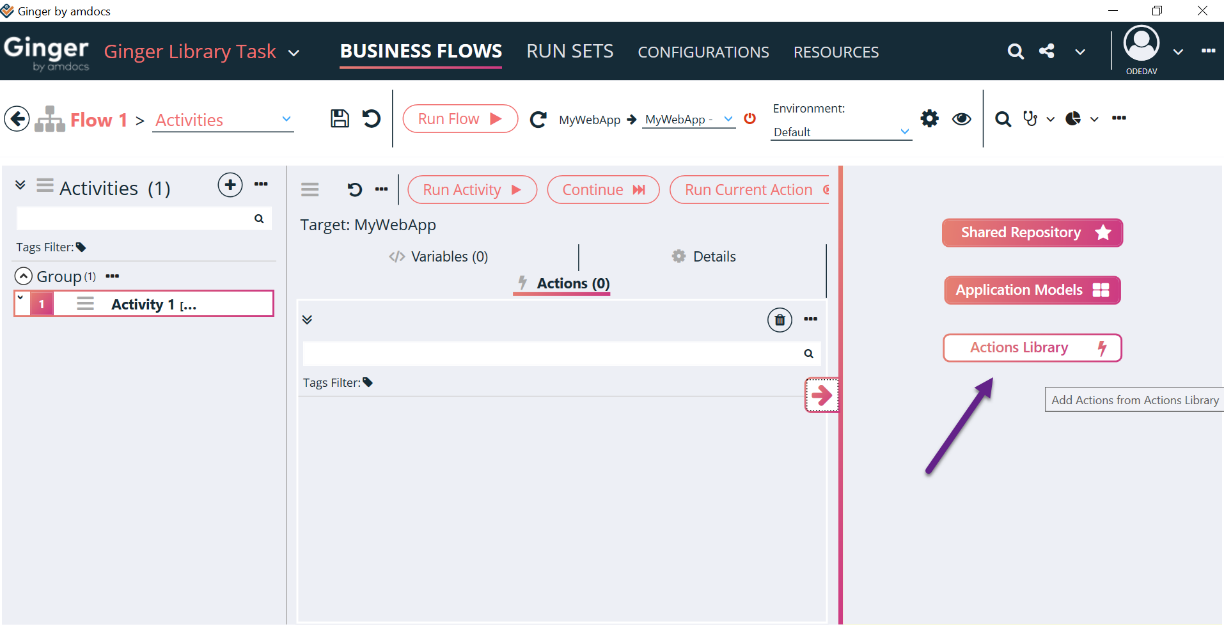 Ginger by amdocs
Ginger
by amdocs
Ginger Library Task
BUSINESS FLOWS
RUN SETS
CONFIGURATIONS
RESOURCES
ODEDAV
Flow 1 > Activities
Run Flow
MyWebApp
MyWebApp -
Environment:
Default
Activities (1)
Tags Filter:
Group (1)
1
Activity 1 [...
Run Activity
Continue
Run Current Action
Target: MyWebApp
Variables (0)
Details
Actions (0)
Tags Filter:
Shared Repository
Application Models
Actions Library
Add Actions from Actions Library